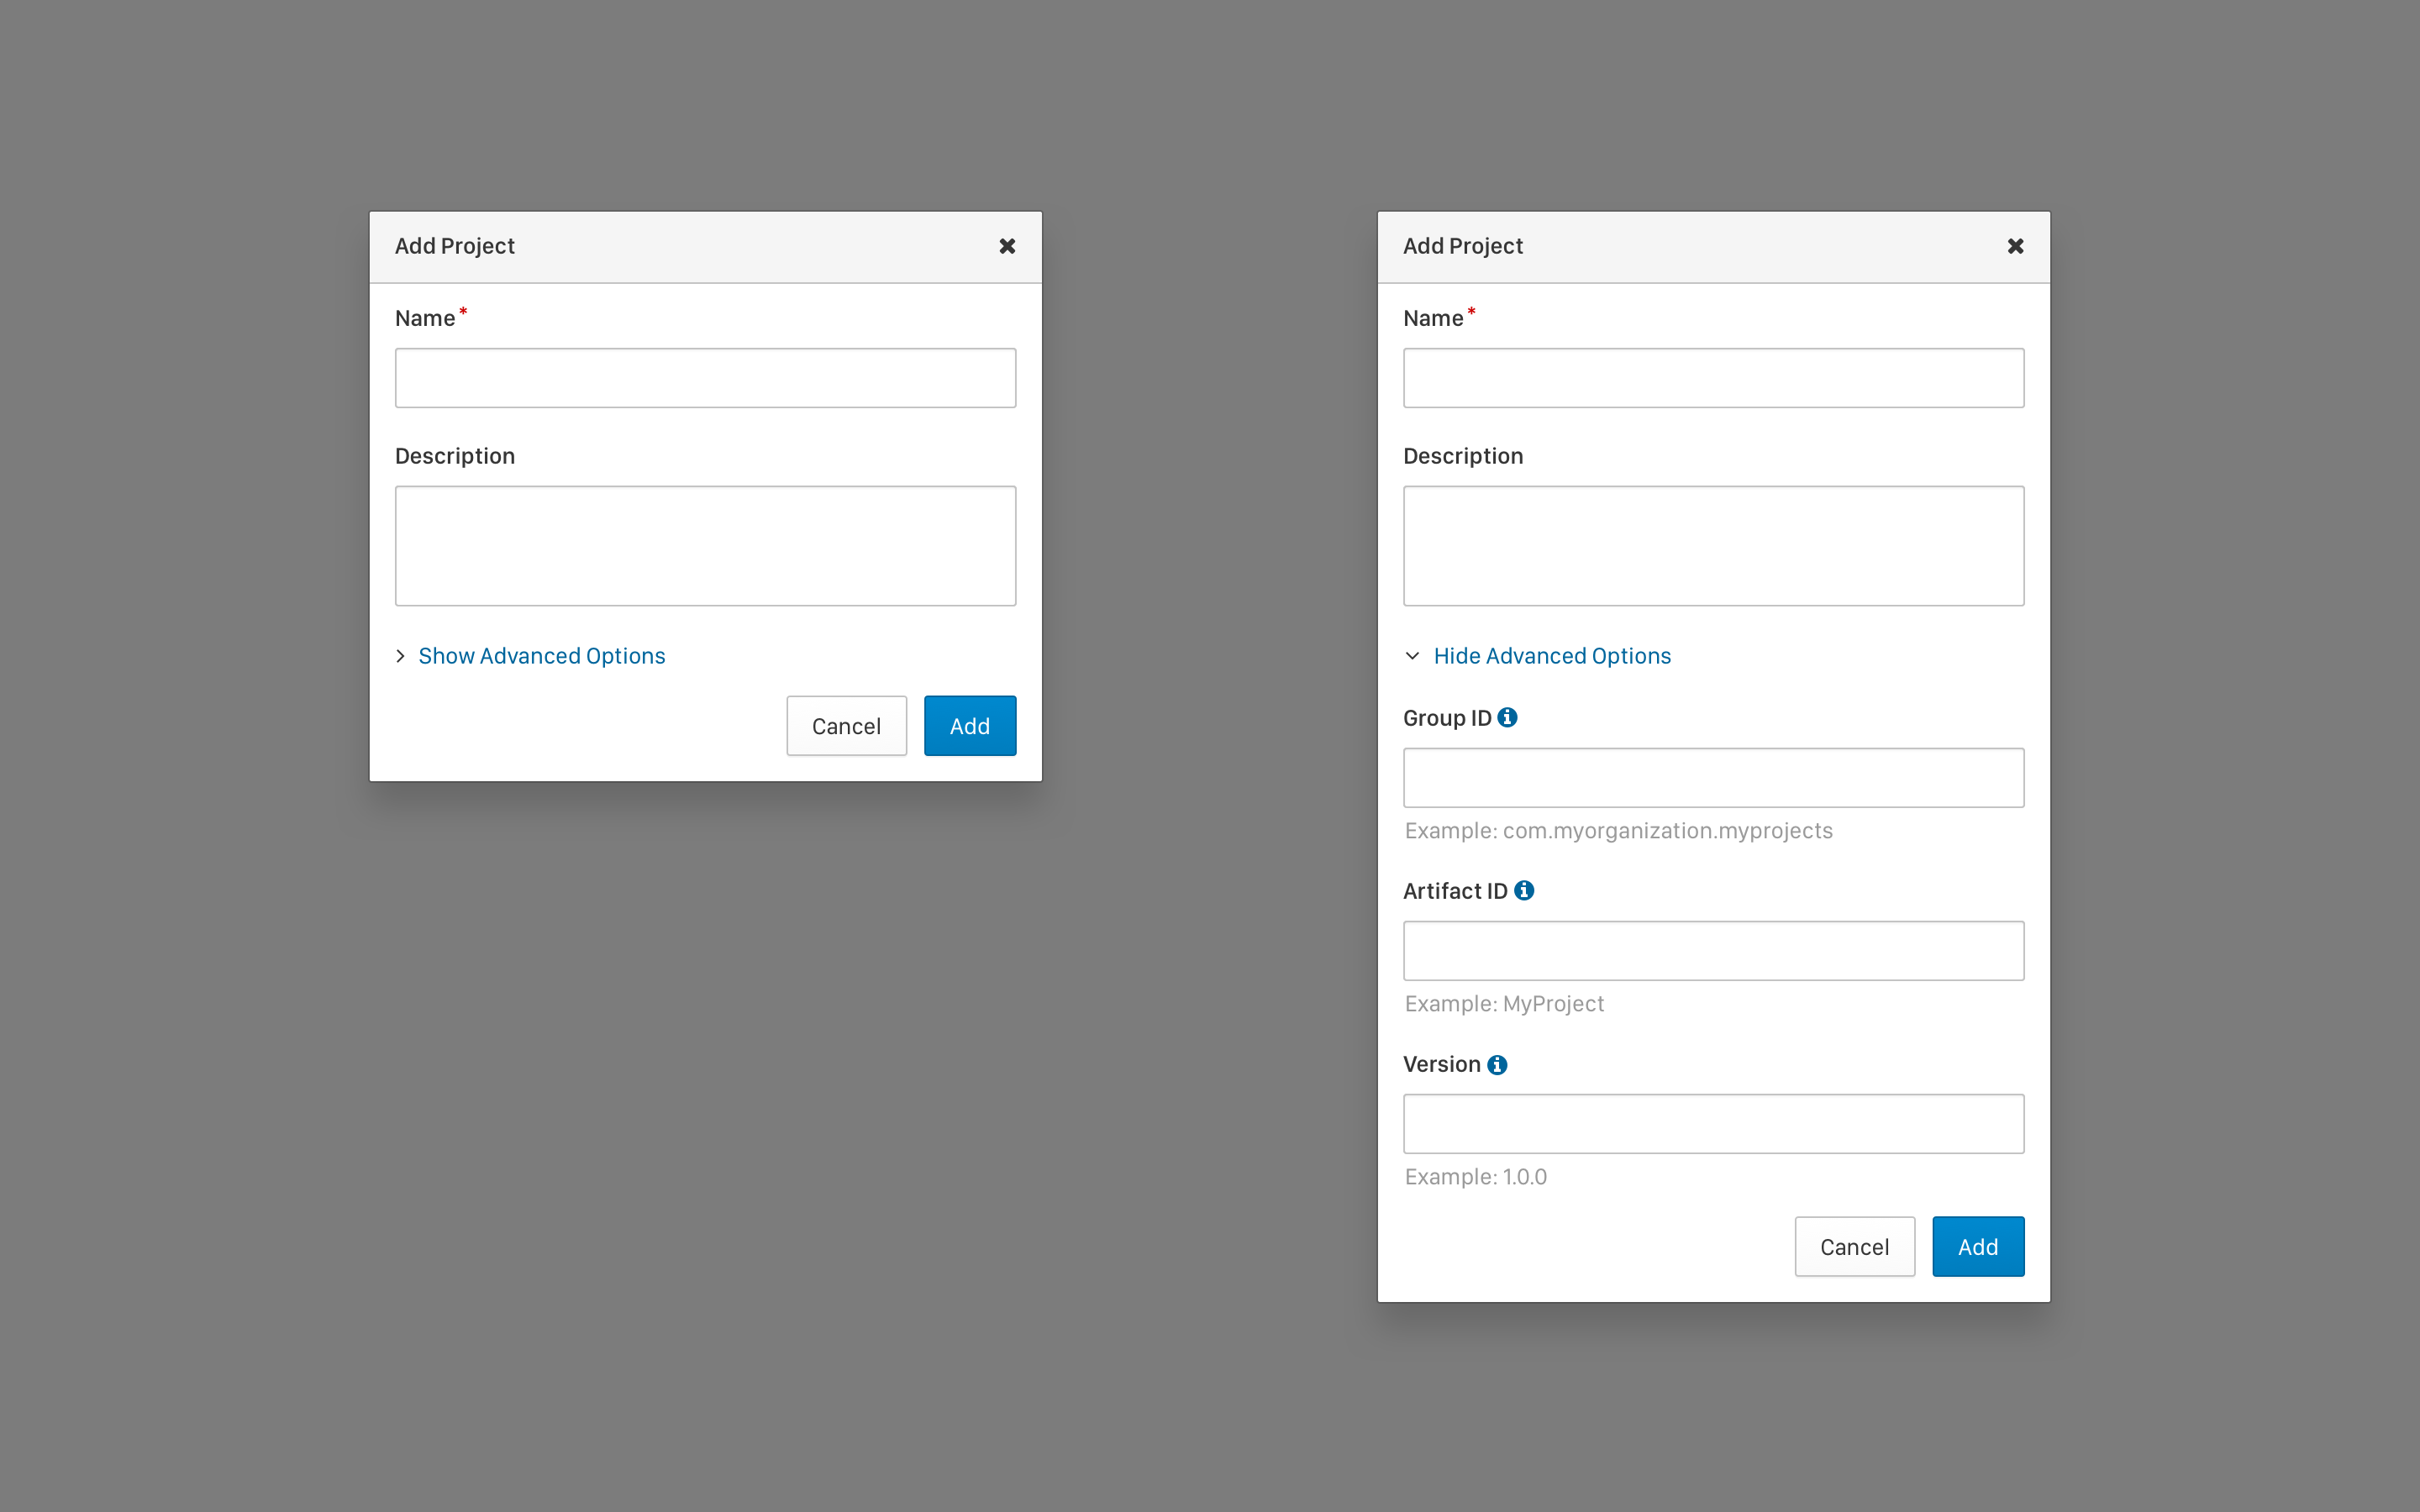 Add Project
Name*
Description
Show Advanced Options
Cancel
Add
Add Project
Name*
Description
Hide Advanced Options
Group ID
Example: com.myorganization.myprojects
Artifact ID
Example: MyProject
Version
Example: 1.0.0
Cancel
Add